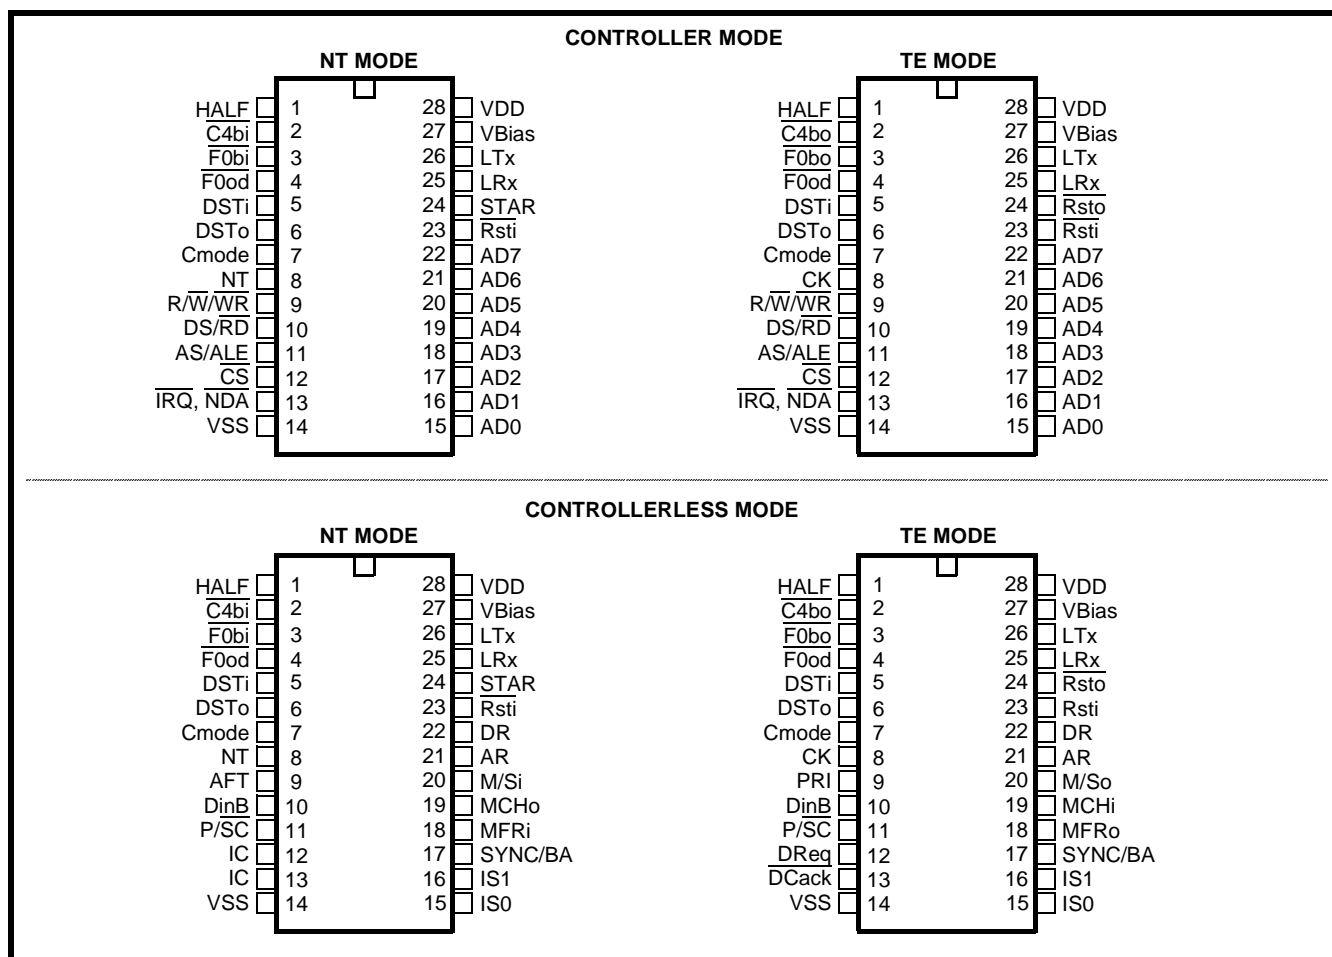 CONTROLLER MODE
NT MODE TE MODE
HALF 1 28 VDD HALF 1 28 VDD
C4bi 2 27 VBias C4bo 2 27 VBias
F0bi 3 26 LTx F0bo 3 26 LTx
F0od 4 25 LRx F0od 4 25 LRx
DSTi 5 24 STAR DSTi 5 24 Rsto
DSTo 6 23 Rsti DSTo 6 23 Rsti
Cmode 7 22 AD7 Cmode 7 22 AD7
NT 8 21 AD6 CK 8 21 AD6
R/W/WR 9 20 AD5 R/W/WR 9 20 AD5
DS/RD 10 19 AD4 DS/RD 10 19 AD4
AS/ALE 11 18 AD3 AS/ALE 11 18 AD3
CS 12 17 AD2 CS 12 17 AD2
IRQ, NDA 13 16 AD1 IRQ, NDA 13 16 AD1
VSS 14 15 AD0 VSS 14 15 AD0
CONTROLLERLESS MODE
NT MODE TE MODE
HALF 1 28 VDD HALF 1 28 VDD
C4bi 2 27 VBias C4bo 2 27 VBias
F0bi 3 26 LTx F0bo 3 26 LTx
F0od 4 25 LRx F0od 4 25 LRx
DSTi 5 24 STAR DSTi 5 24 Rsto
DSTo 6 23 Rsti DSTo 6 23 Rsti
Cmode 7 22 DR Cmode 7 22 DR
NT 8 21 AR CK 8 21 AR
AFT 9 20 M/Si PRI 9 20 M/So
DinB 10 19 MCHo DinB 10 19 MCHi
P/SC 11 18 MFRi P/SC 11 18 MFRo
IC 12 17 SYNC/BA DReq 12 17 SYNC/BA
IC 13 16 IS1 DCack 13 16 IS1
VSS 14 15 IS0 VSS 14 15 IS0